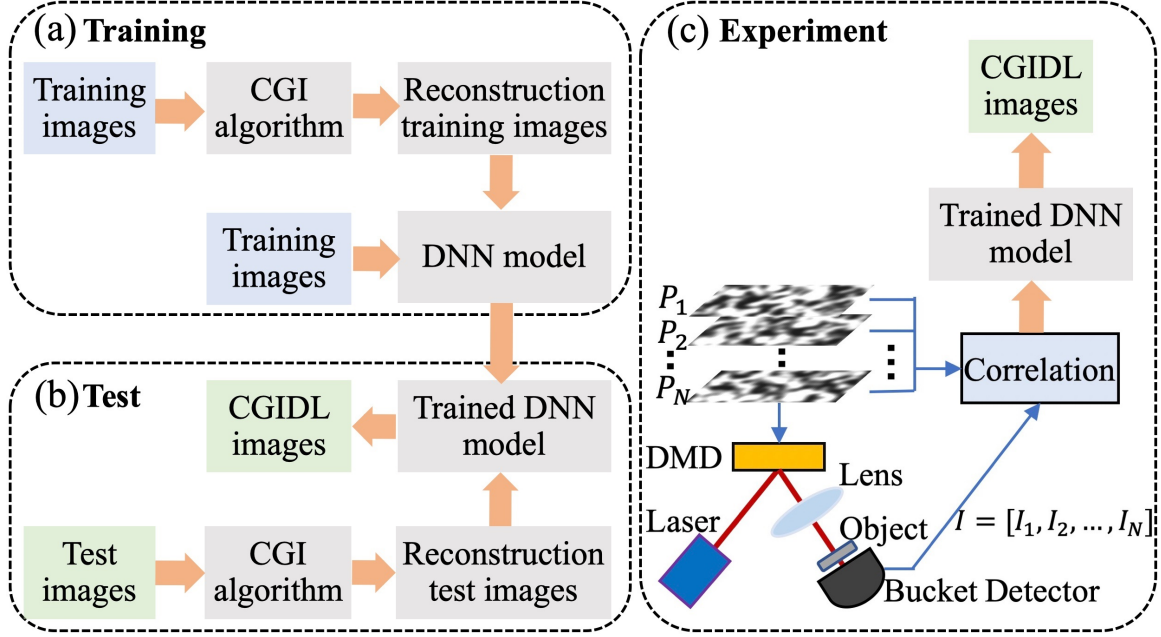 (a) Training
Training
images
CGI
algorithm
Reconstruction
training images
Training
images
DNN model
(b) Test
CGIDL
images
Trained DNN
model
Test
images
CGI
algorithm
Reconstruction
test images
(c) Experiment
CGIDL
images
Trained DNN
model
P₁
P₂
P_N
Correlation
DMD
Lens
Laser
Object
I = [I₁, I₂, ..., I_N]
Bucket Detector